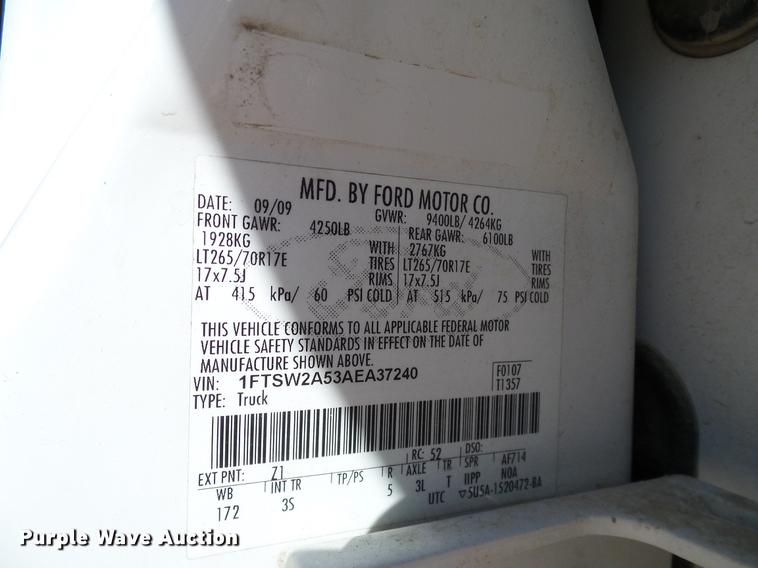 MFD. BY FORD MOTOR CO.
DATE: 09/09 GVWR: 9400LB/ 4264KG
FRONT GAWR: 4250LB REAR GAWR: 6100LB
1928KG WITH 2767KG WITH
LT265/70R17E TIRES LT265/70R17E TIRES
17x7.5J RIMS 17x7.5J RIMS
AT 415 kPa/ 60 PSI COLD AT 515 kPa/ 75 PSI COLD
THIS VEHICLE CONFORMS TO ALL APPLICABLE FEDERAL MOTOR
VEHICLE SAFETY STANDARDS IN EFFECT ON THE DATE OF
MANUFACTURE SHOWN ABOVE.
VIN: 1FTSW2A53AEA37240 F0107
TYPE: Truck T1357
EXT PNT: Z1 RC: 52 DSO:
WB INT TR TP/PS R AXLE TR SPR AF714
172 3S 5 3L T IIPP NOA
UTC ▽5U5A-1520472-BA
Purple Wave Auction